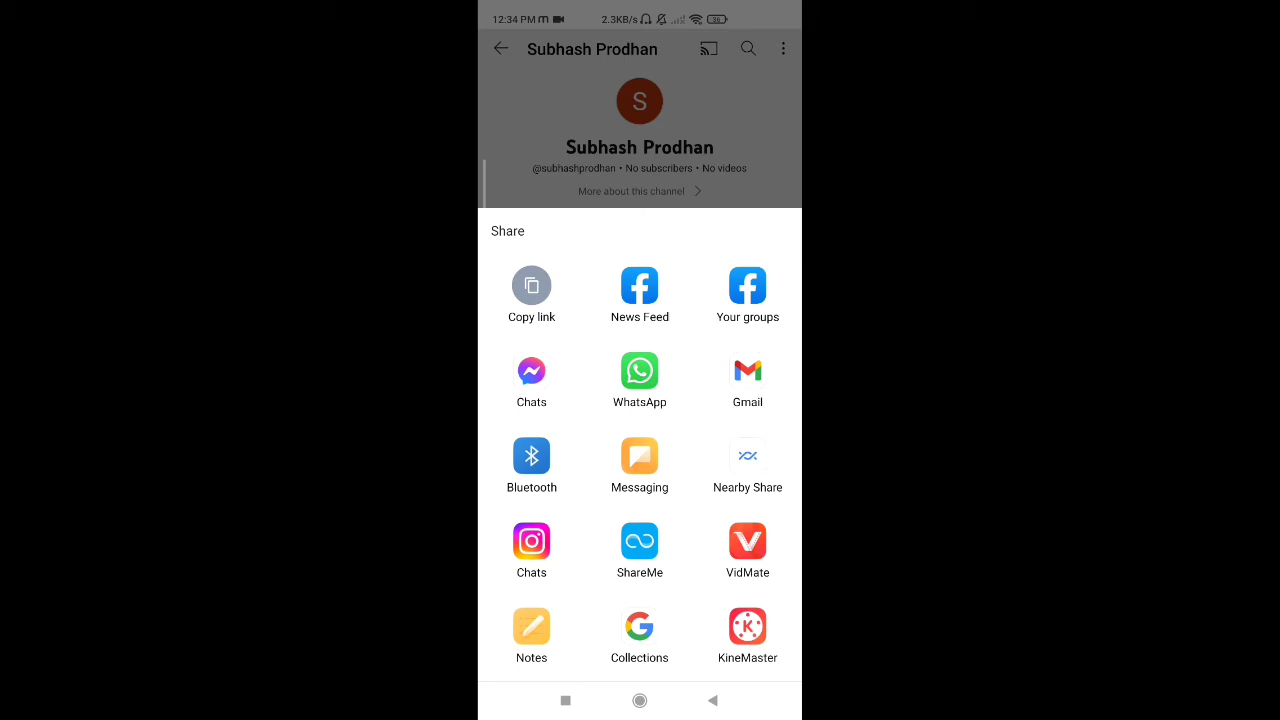 12:34 PM m 2.3KB/s 36
Subhash Prodhan
S
Subhash Prodhan
@subhashprodhan • No subscribers • No videos
More about this channel
Share
Copy link News Feed Your groups
Chats WhatsApp Gmail
Bluetooth Messaging Nearby Share
Chats ShareMe VidMate
Notes Collections KineMaster